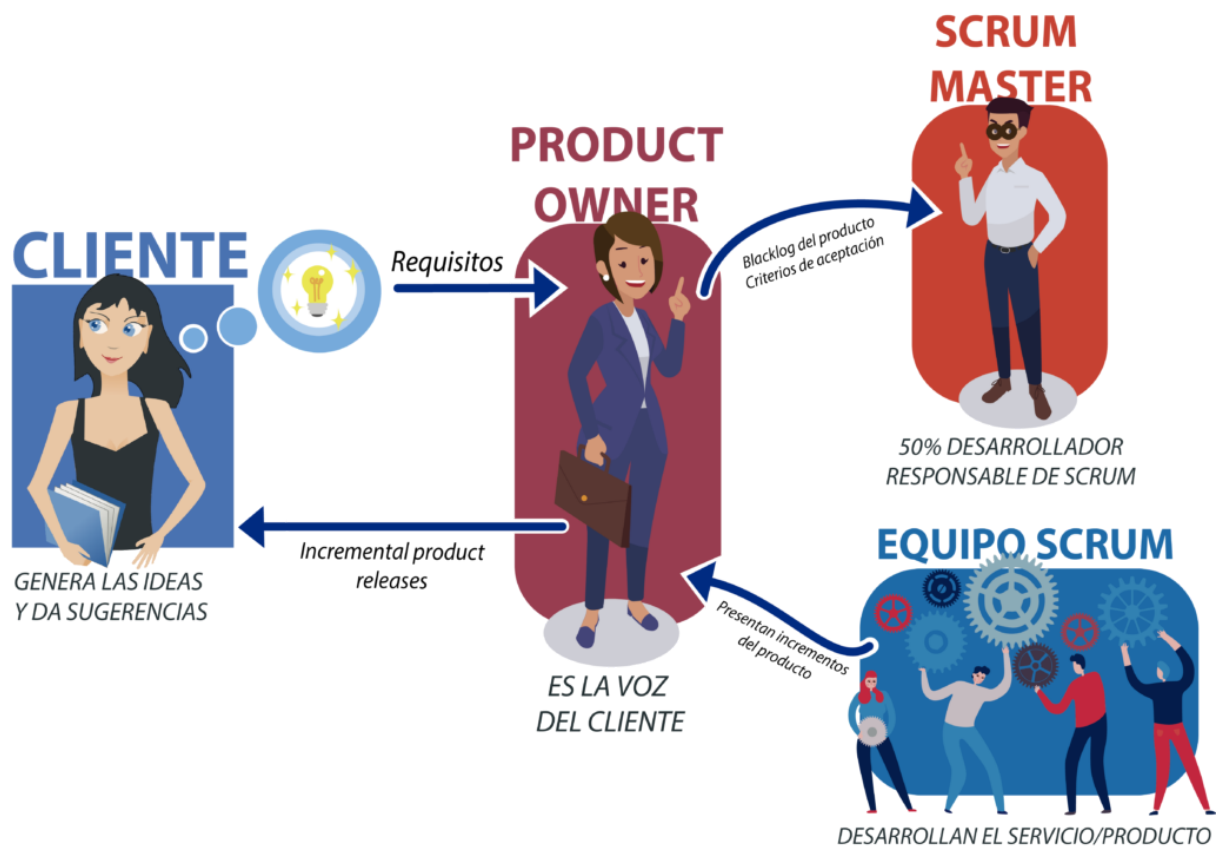 SCRUM
MASTER
PRODUCT
OWNER
CLIENTE
Requisitos
Blacklog del producto
Criterios de aceptación
50% DESARROLLADOR
RESPONSABLE DE SCRUM
Incremental product
releases
GENERA LAS IDEAS
Y DA SUGERENCIAS
EQUIPO SCRUM
Presentan incrementos
del producto
ES LA VOZ
DEL CLIENTE
DESARROLLAN EL SERVICIO/PRODUCTO